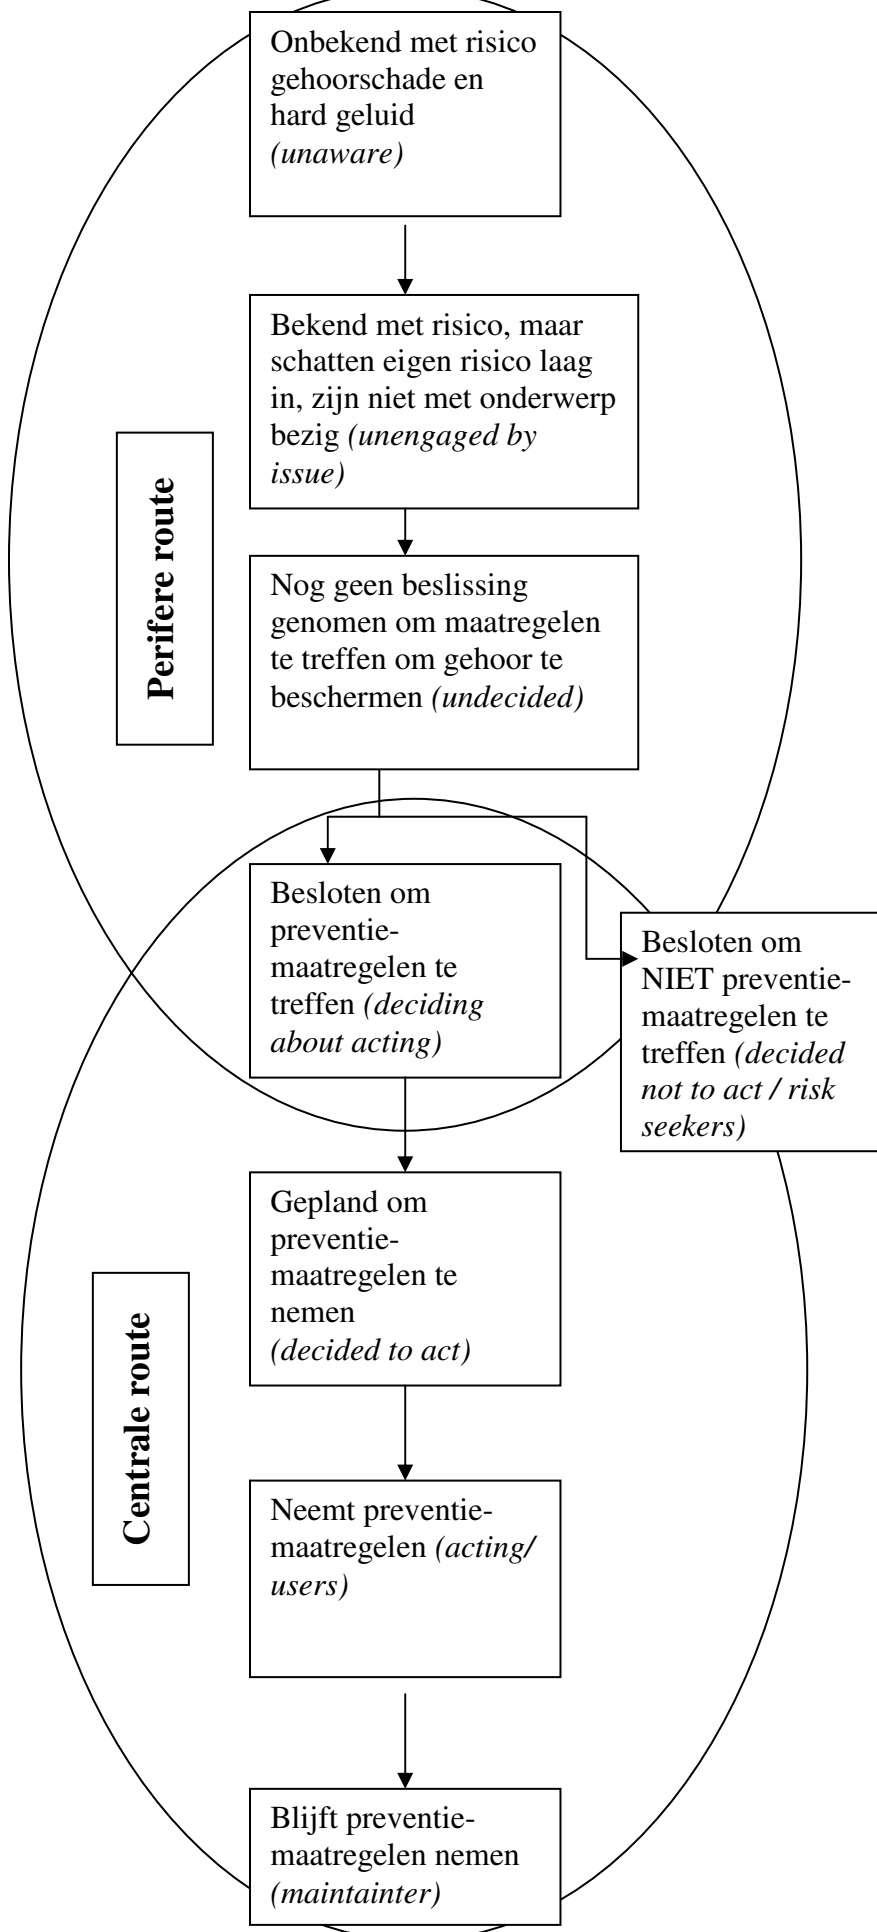 Onbekend met risico
gehoorschade en
hard geluid
(unaware)
Bekend met risico, maar
schatten eigen risico laag
in, zijn niet met onderwerp
bezig (unengaged by
issue)
Perifere route
Nog geen beslissing
genomen om maatregelen
te treffen om gehoor te
beschermen (undecided)
Besloten om
preventie-
maatregelen te
treffen (deciding
about acting)
Besloten om
NIET preventie-
maatregelen te
treffen (decided
not to act / risk
seekers)
Gepland om
preventie-
maatregelen te
nemen
(decided to act)
Centrale route
Neemt preventie-
maatregelen (acting/
users)
Blijft preventie-
maatregelen nemen
(maintainter)